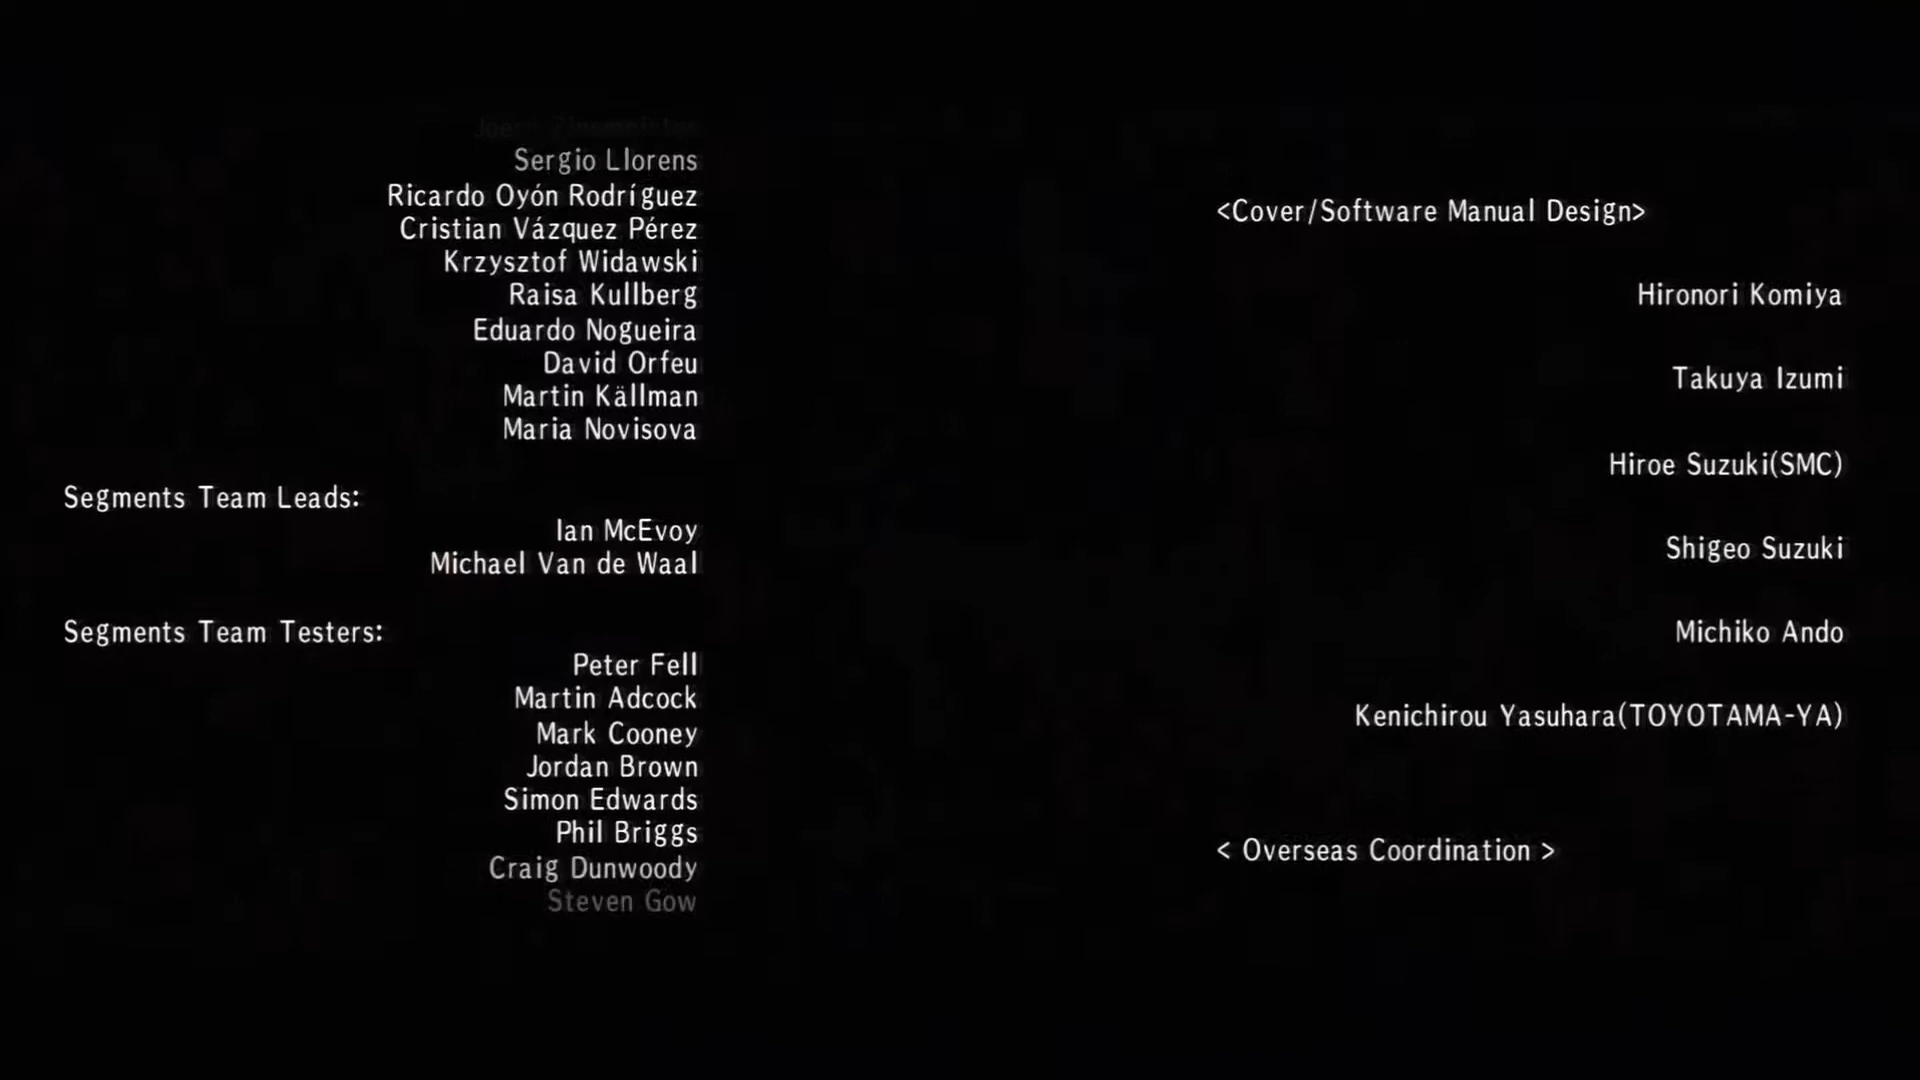 Sergio Llorens
Ricardo Oyón Rodríguez
Cristian Vázquez Pérez
Krzysztof Widawski
Raisa Kullberg
Eduardo Nogueira
David Orfeu
Martin Källman
Maria Novisova
Segments Team Leads:
Ian McEvoy
Michael Van de Waal
Segments Team Testers:
Peter Fell
Martin Adcock
Mark Cooney
Jordan Brown
Simon Edwards
Phil Briggs
Craig Dunwoody
Steven Gow
<Cover/Software Manual Design>
Hironori Komiya
Takuya Izumi
Hiroe Suzuki(SMC)
Shigeo Suzuki
Michiko Ando
Kenichirou Yasuhara(TOYOTAMA-YA)
< Overseas Coordination >